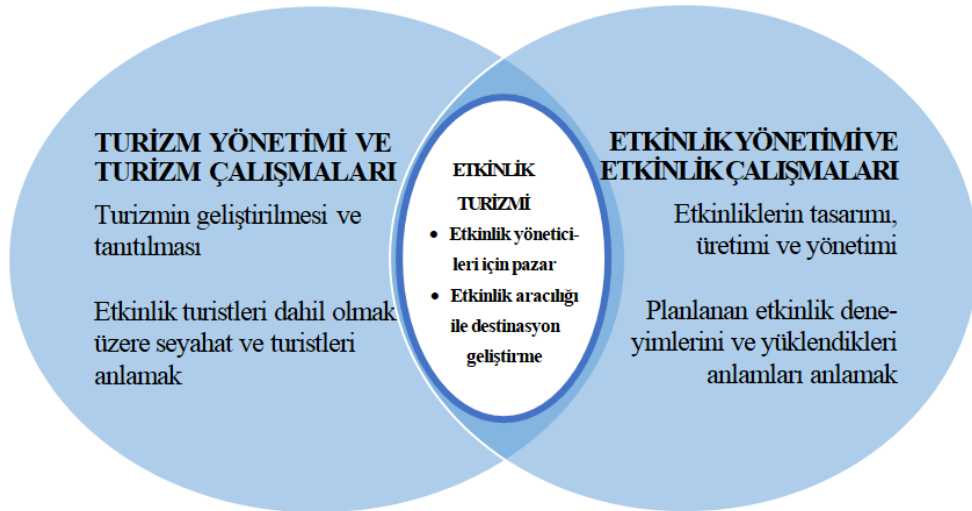 TURİZM YÖNETİMİ VE
TURİZM ÇALIŞMALARI
Turizmin geliştirilmesi ve
tanıtılması
Etkinlik turistleri dahil olmak
üzere seyahat ve turistleri
anlamak
ETKİNLİK
TURİZMİ
• Etkinlik yönetici-
leri için pazar
• Etkinlik aracılığı
ile destinasyon
geliştirme
ETKİNLİK YÖNETİMİ VE
ETKİNLİK ÇALIŞMALARI
Etkinliklerin tasarımı,
üretimi ve yönetimi
Planlanan etkinlik dene-
yimlerini ve yüklendikleri
anlamları anlamak